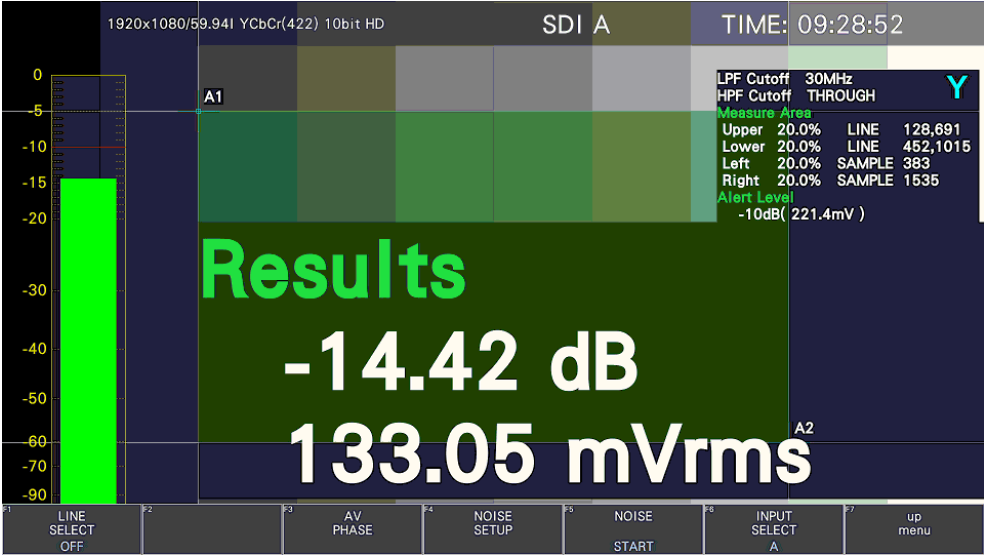 1920x1080/59.94I YCbCr(422) 10bit HD
SDI A
TIME: 09:28:52
0
-5
-10
-15
-20
-30
-40
-50
-60
-70
-90
A1
LPF Cutoff 30MHz
HPF Cutoff THROUGH
Y
Measure Area
Upper 20.0% LINE 128,691
Lower 20.0% LINE 452,1015
Left 20.0% SAMPLE 383
Right 20.0% SAMPLE 1535
Alert Level
-10dB( 221.4mV )
Results
-14.42 dB
133.05 mVrms
A2
F1 LINE
SELECT
OFF
F2
F3 AV
PHASE
F4 NOISE
SETUP
F5 NOISE
START
F6 INPUT
SELECT
A
F7 up
menu